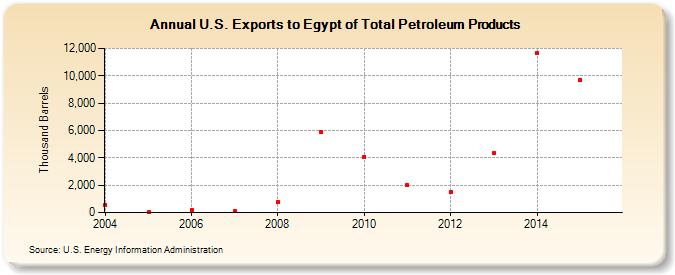 Annual U.S. Exports to Egypt of Total Petroleum Products
Thousand Barrels
12,000
10,000
8,000
6,000
4,000
2,000
0
2004 2006 2008 2010 2012 2014
Source: U.S. Energy Information Administration